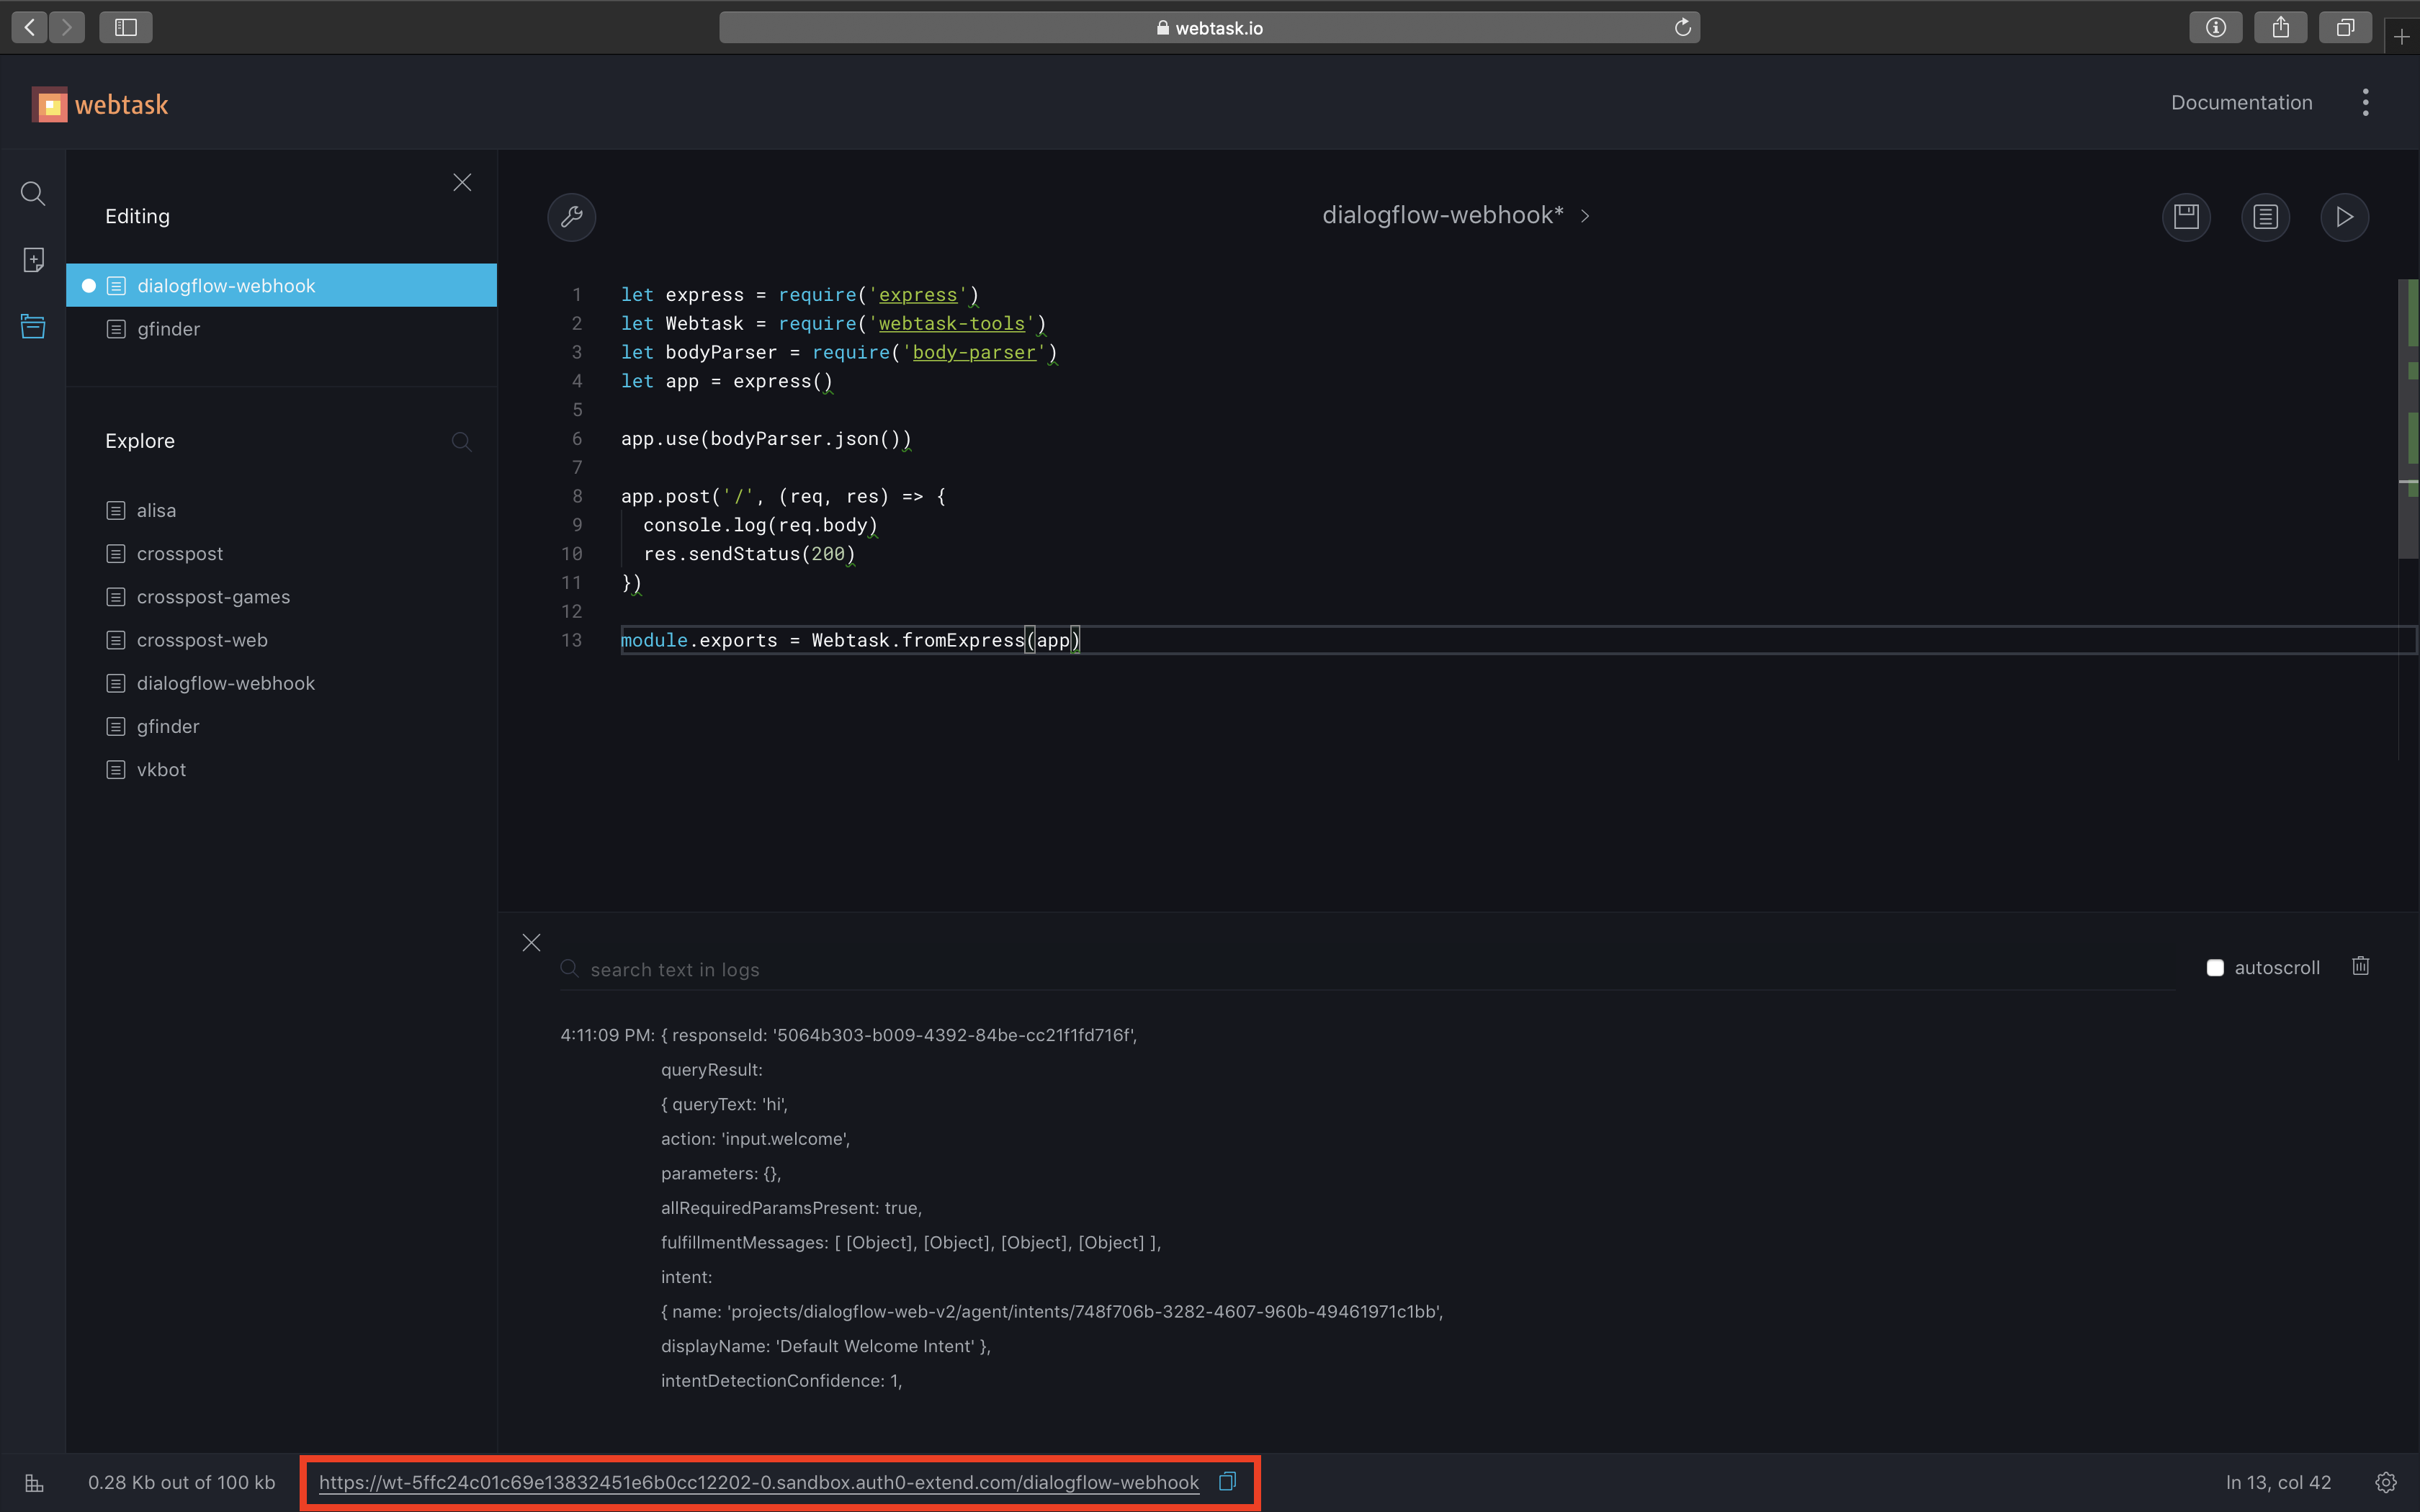 webtask.io
webtask
Documentation
Editing
dialogflow-webhook
gfinder
Explore
alisa
crosspost
crosspost-games
crosspost-web
dialogflow-webhook
gfinder
vkbot
dialogflow-webhook*
1 let express = require('express')
2 let Webtask = require('webtask-tools')
3 let bodyParser = require('body-parser')
4 let app = express()
5
6 app.use(bodyParser.json())
7
8 app.post('/', (req, res) => {
9 console.log(req.body)
10 res.sendStatus(200)
11 })
12
13 module.exports = Webtask.fromExpress(app)
search text in logs
autoscroll
4:11:09 PM: { responseId: '5064b303-b009-4392-84be-cc21f1fd716f',
queryResult:
{ queryText: 'hi',
action: 'input.welcome',
parameters: {},
allRequiredParamsPresent: true,
fulfillmentMessages: [ [Object], [Object], [Object], [Object] ],
intent:
{ name: 'projects/dialogflow-web-v2/agent/intents/748f706b-3282-4607-960b-49461971c1bb',
displayName: 'Default Welcome Intent' },
intentDetectionConfidence: 1,
0.28 Kb out of 100 kb
https://wt-5ffc24c01c69e13832451e6b0cc12202-0.sandbox.auth0-extend.com/dialogflow-webhook
ln 13, col 42